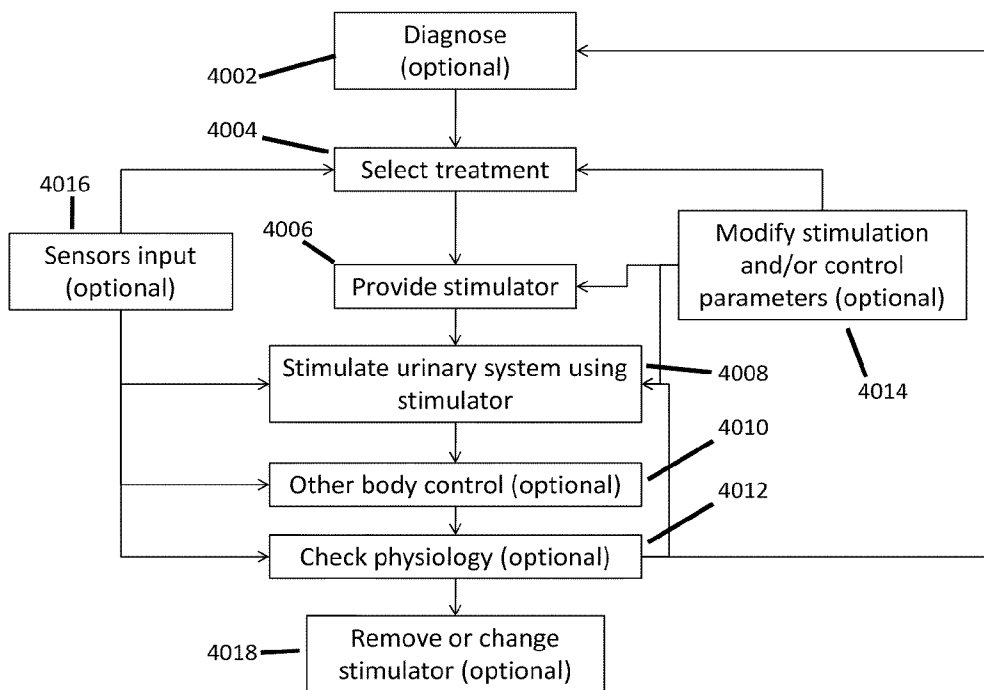 Diagnose
(optional)
4002
4004
Select treatment
4016
Sensors input
(optional)
4006
Provide stimulator
Modify stimulation
and/or control
parameters (optional)
4014
Stimulate urinary system using
stimulator
4008
4010
Other body control (optional)
4012
Check physiology (optional)
4018
Remove or change
stimulator (optional)